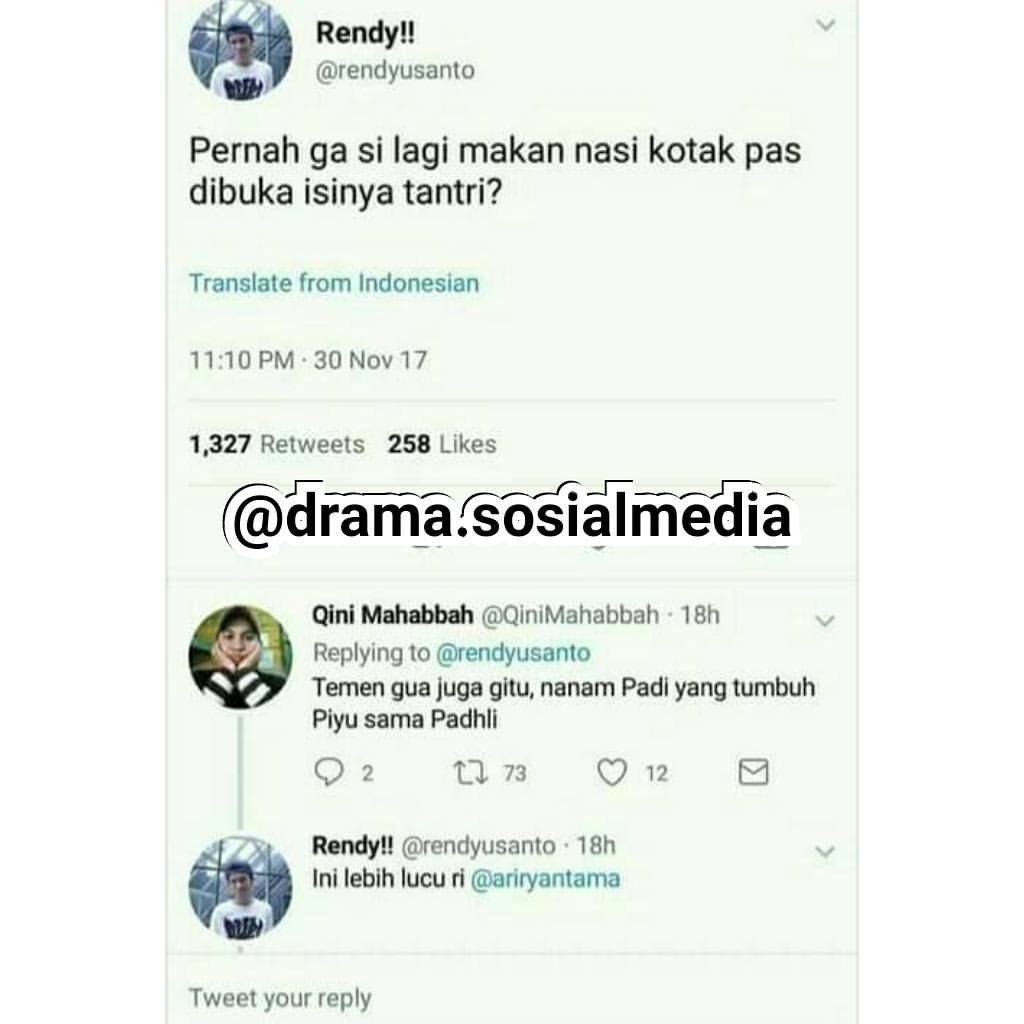 Rendy!!
@rendyusanto
Pernah ga si lagi makan nasi kotak pas
dibuka isinya tantri?
Translate from Indonesian
11:10 PM · 30 Nov 17
1,327 Retweets 258 Likes
@drama.sosialmedia
Qini Mahabbah @QiniMahabbah · 18h
Replying to @rendyusanto
Temen gua juga gitu, nanam Padi yang tumbuh
Piyu sama Padhli
2 73 12
Rendy!! @rendyusanto · 18h
Ini lebih lucu ri @ariryantama
Tweet your reply